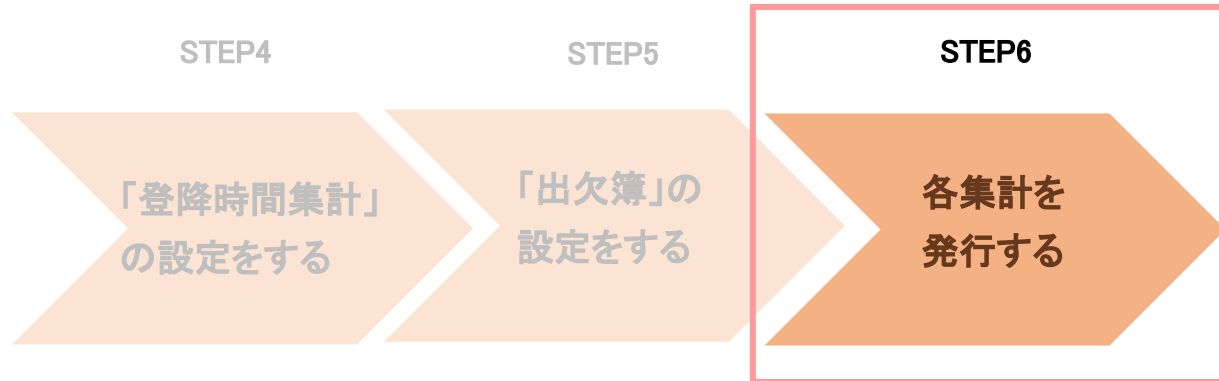 STEP4
STEP5
STEP6
「登降時間集計」
の設定をする
「出欠簿」の
設定をする
各集計を
発行する